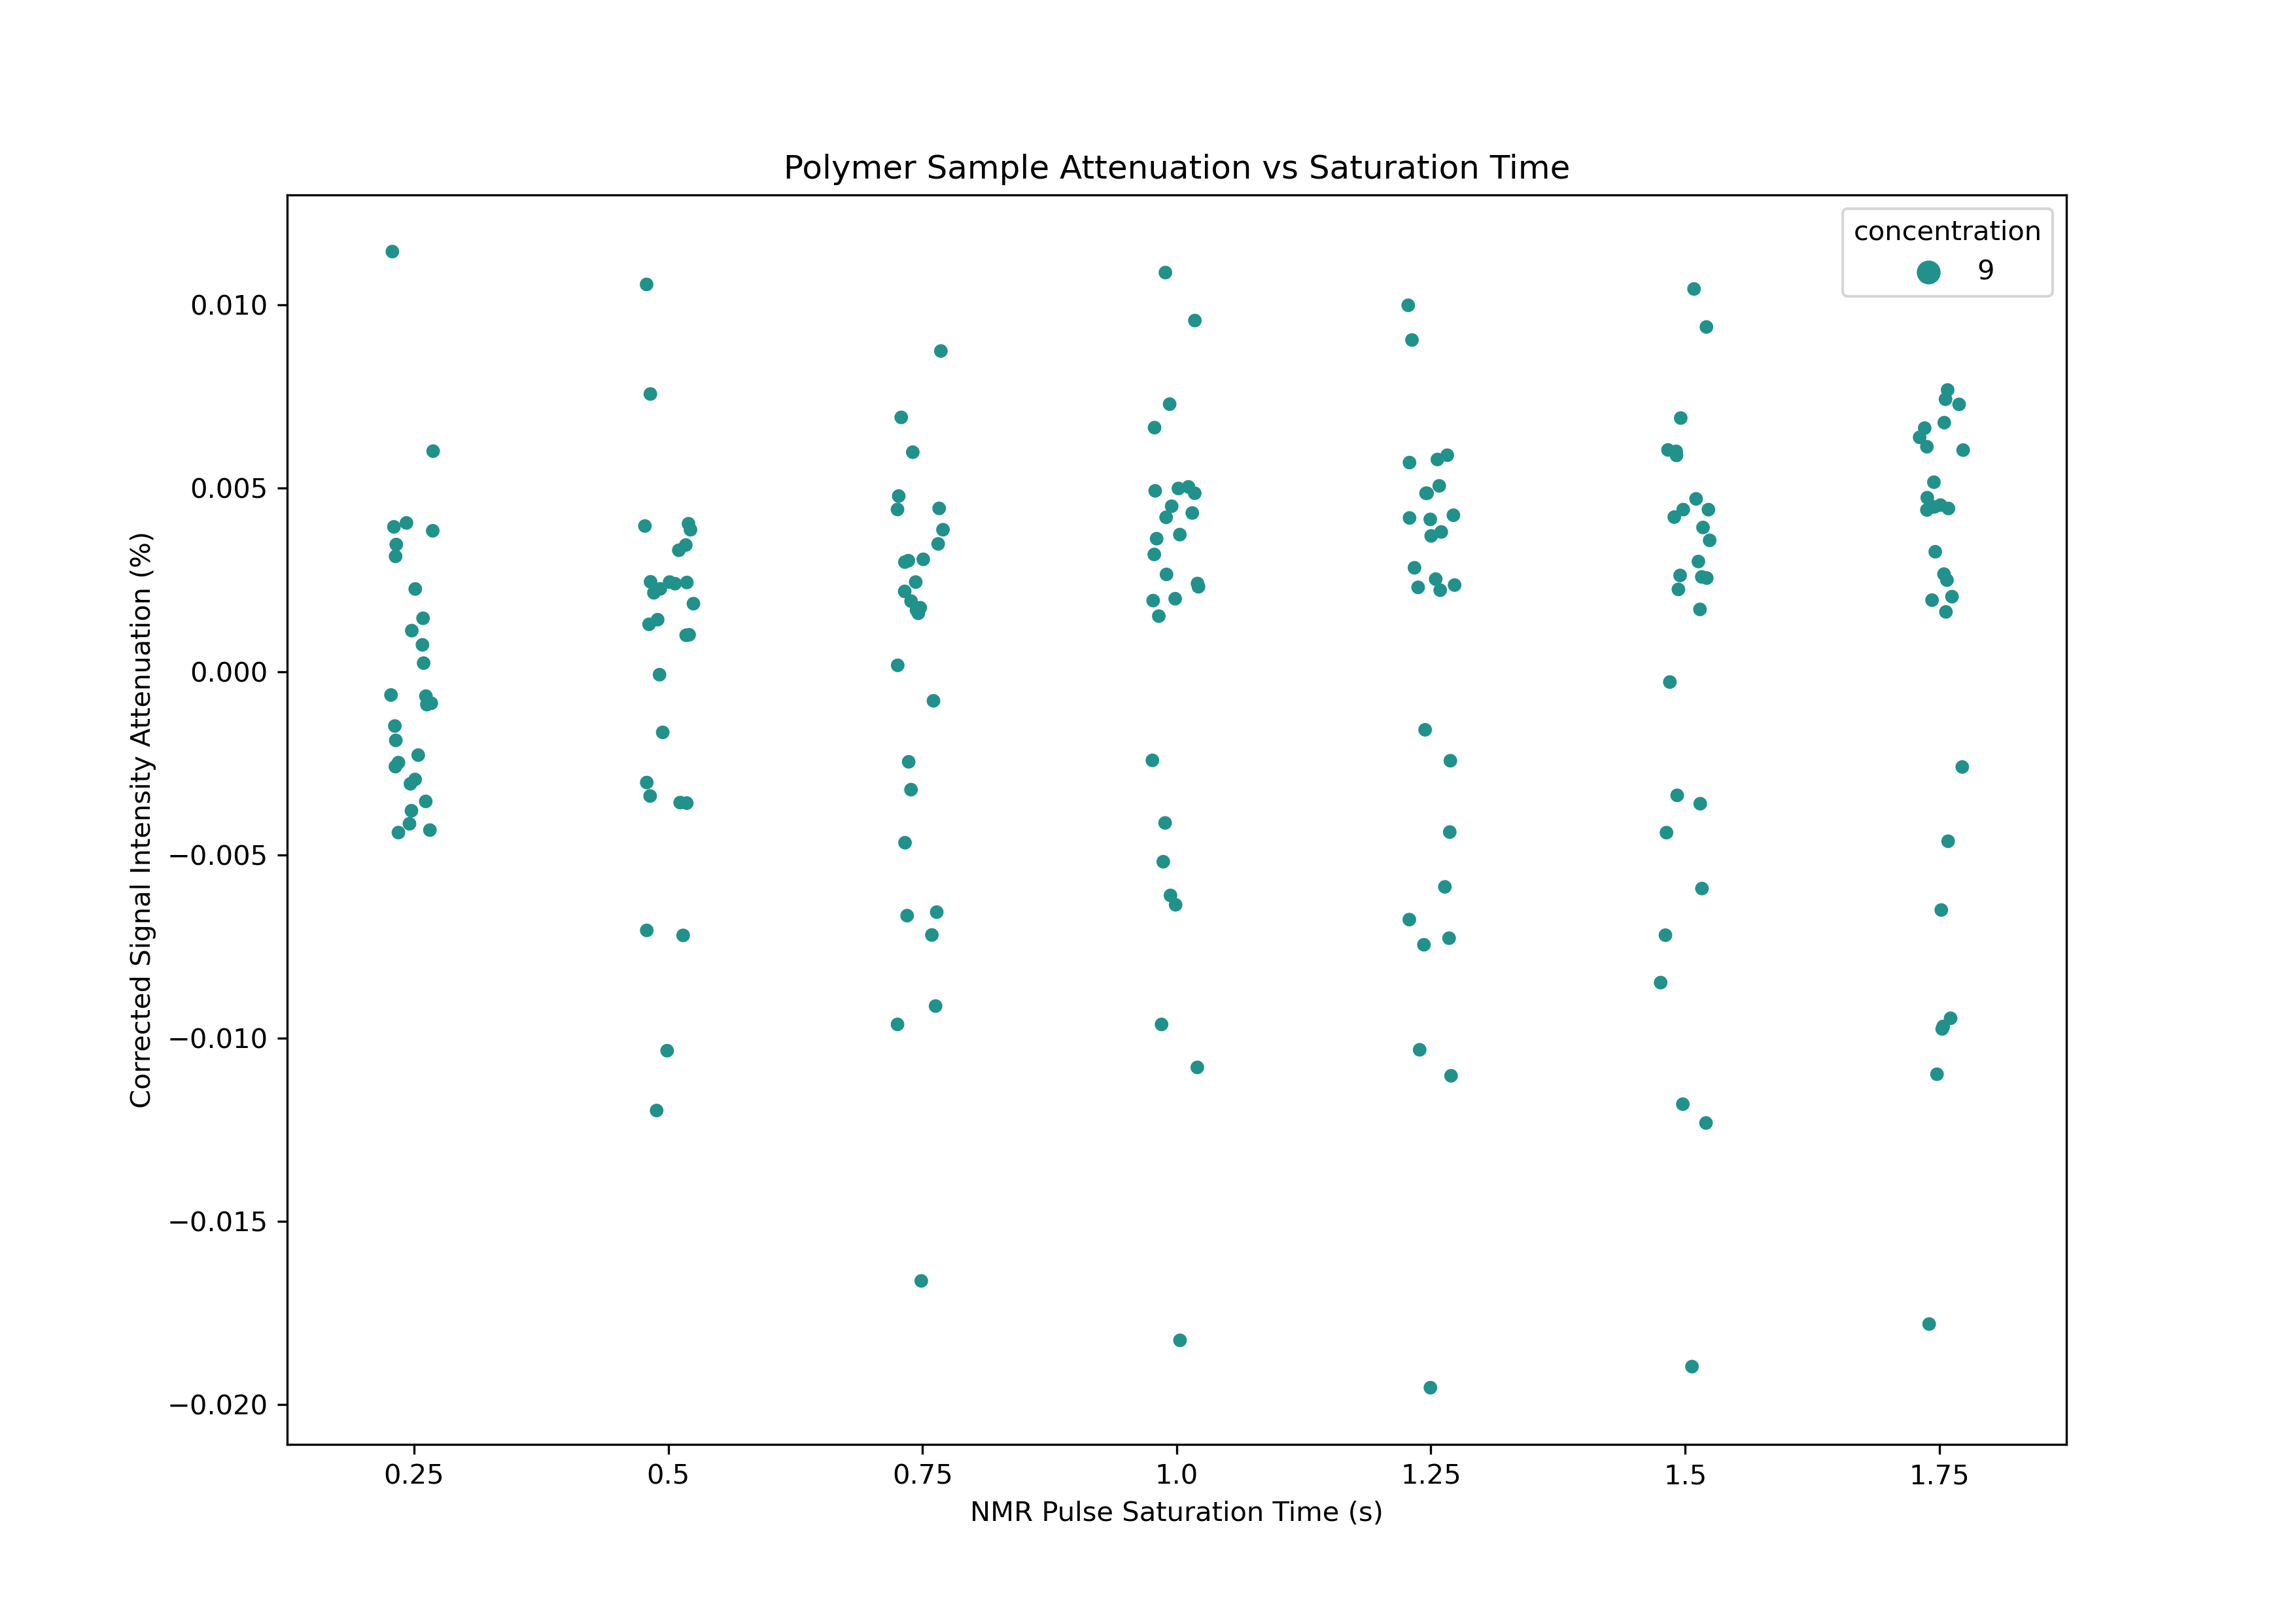 Polymer Sample Attenuation vs Saturation Time
concentration
9
0.010
0.005
0.000
−0.005
−0.010
−0.015
−0.020
Corrected Signal Intensity Attenuation (%)
0.25 0.5 0.75 1.0 1.25 1.5 1.75
NMR Pulse Saturation Time (s)